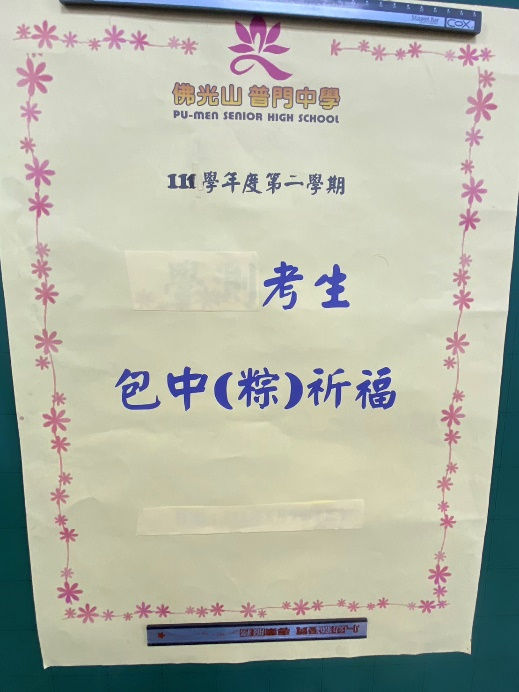 COX
佛光山 普門中學
PU-MEN SENIOR HIGH SCHOOL
111學年度第二學期
考生
包中(粽)祈福